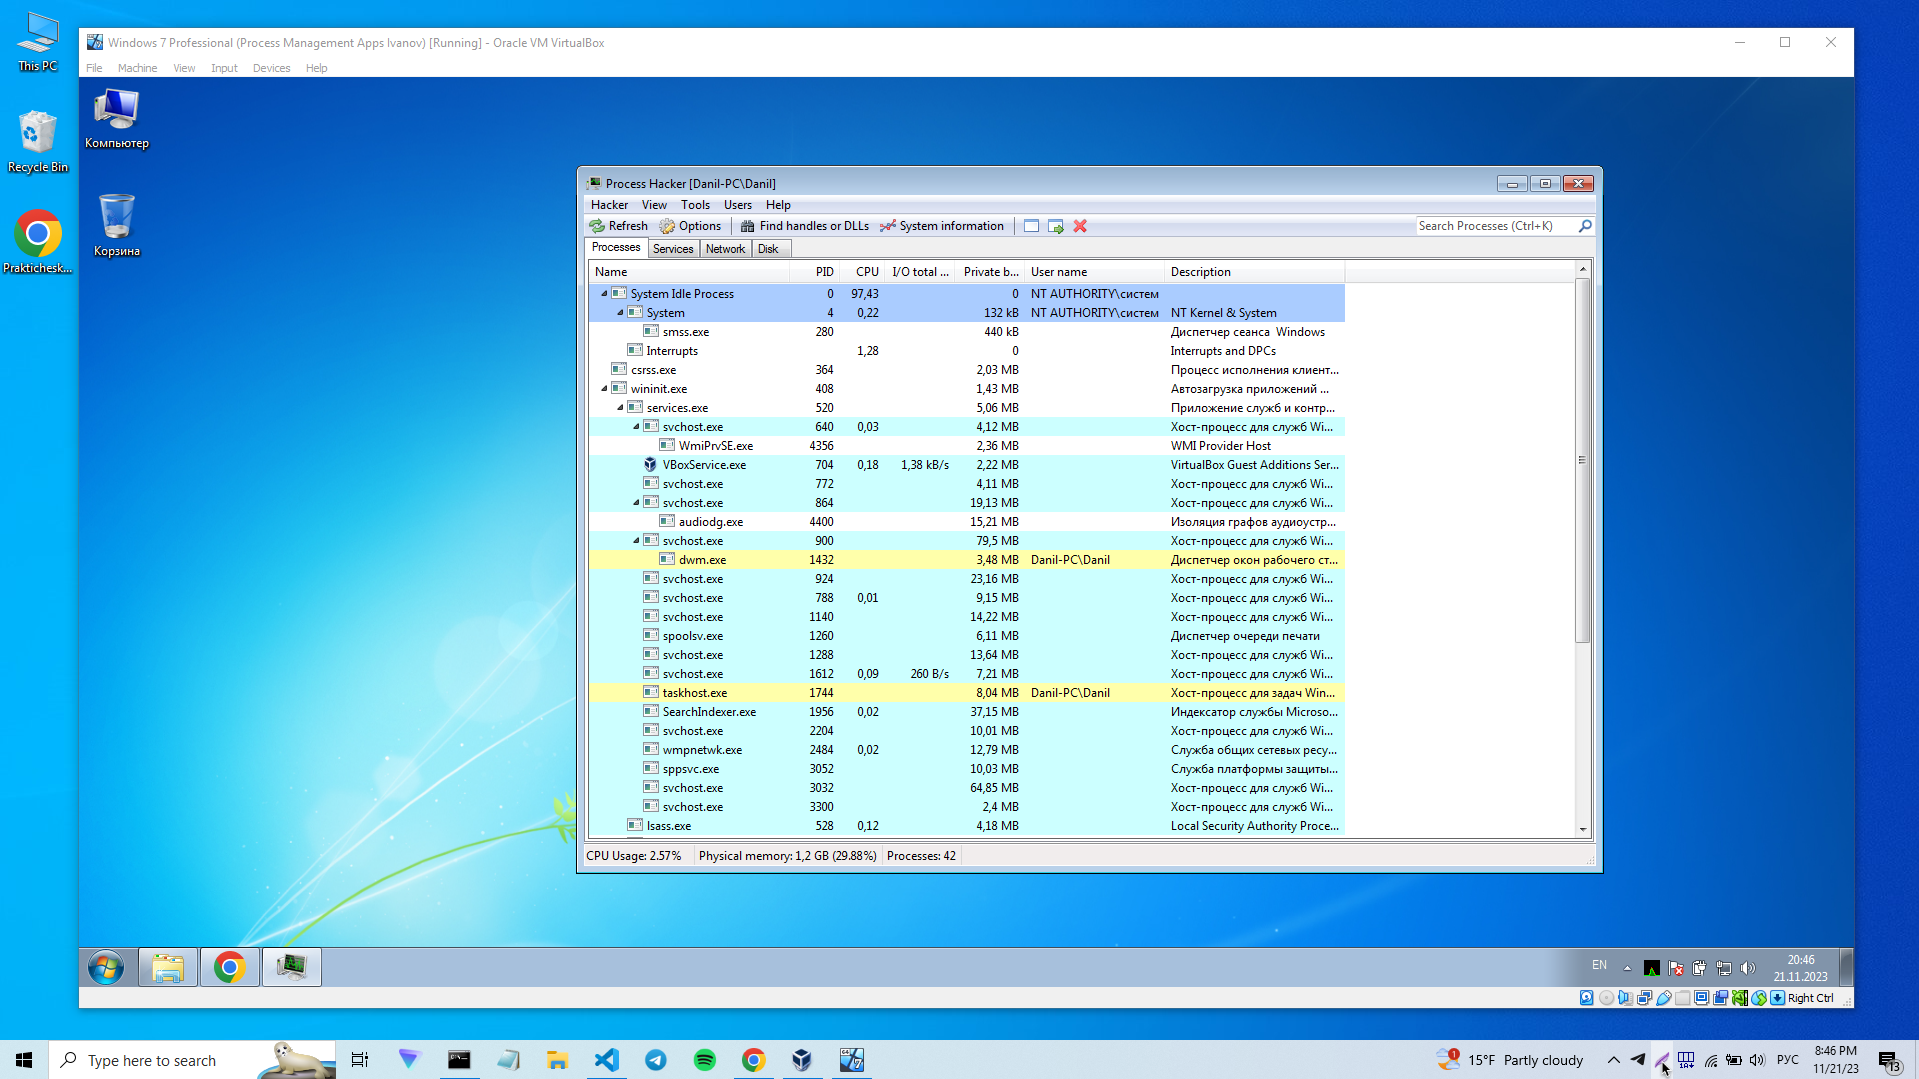 This PC
Recycle Bin
Praktichesk...
Windows 7 Professional (Process Management Apps Ivanov) [Running] - Oracle VM VirtualBox
File Machine View Input Devices Help
Компьютер
Корзина
Process Hacker [Danil-PC\Danil]
Hacker View Tools Users Help
Refresh Options Find handles or DLLs System information Search Processes (Ctrl+K)
Processes Services Network Disk
Name PID CPU I/O total ... Private b... User name Description
System Idle Process 0 97,43 0 NT AUTHORITY\систем
System 4 0,22 132 kB NT AUTHORITY\систем NT Kernel & System
smss.exe 280 440 kB Диспетчер сеанса Windows
Interrupts 1,28 0 Interrupts and DPCs
csrss.exe 364 2,03 MB Процесс исполнения клиент...
wininit.exe 408 1,43 MB Автозагрузка приложений ...
services.exe 520 5,06 MB Приложение служб и контр...
svchost.exe 640 0,03 4,12 MB Хост-процесс для служб Wi...
WmiPrvSE.exe 4356 2,36 MB WMI Provider Host
VBoxService.exe 704 0,18 1,38 kB/s 2,22 MB VirtualBox Guest Additions Ser...
svchost.exe 772 4,11 MB Хост-процесс для служб Wi...
svchost.exe 864 19,13 MB Хост-процесс для служб Wi...
audiodg.exe 4400 15,21 MB Изоляция графов аудиоустр...
svchost.exe 900 79,5 MB Хост-процесс для служб Wi...
dwm.exe 1432 3,48 MB Danil-PC\Danil Диспетчер окон рабочего ст...
svchost.exe 924 23,16 MB Хост-процесс для служб Wi...
svchost.exe 788 0,01 9,15 MB Хост-процесс для служб Wi...
svchost.exe 1140 14,22 MB Хост-процесс для служб Wi...
spoolsv.exe 1260 6,11 MB Диспетчер очереди печати
svchost.exe 1288 13,64 MB Хост-процесс для служб Wi...
svchost.exe 1612 0,09 260 B/s 7,21 MB Хост-процесс для служб Wi...
taskhost.exe 1744 8,04 MB Danil-PC\Danil Хост-процесс для задач Win...
SearchIndexer.exe 1956 0,02 37,15 MB Индексатор службы Microso...
svchost.exe 2204 10,01 MB Хост-процесс для служб Wi...
wmpnetwk.exe 2484 0,02 12,79 MB Служба общих сетевых ресу...
sppsvc.exe 3052 10,03 MB Служба платформы защиты...
svchost.exe 3032 64,85 MB Хост-процесс для служб Wi...
svchost.exe 3300 2,4 MB Хост-процесс для служб Wi...
lsass.exe 528 0,12 4,18 MB Local Security Authority Proce...
CPU Usage: 2.57% Physical memory: 1,2 GB (29.88%) Processes: 42
EN
20:46
21.11.2023
Right Ctrl
Type here to search
1
15°F Partly cloudy
РУС
8:46 PM
11/21/23
13